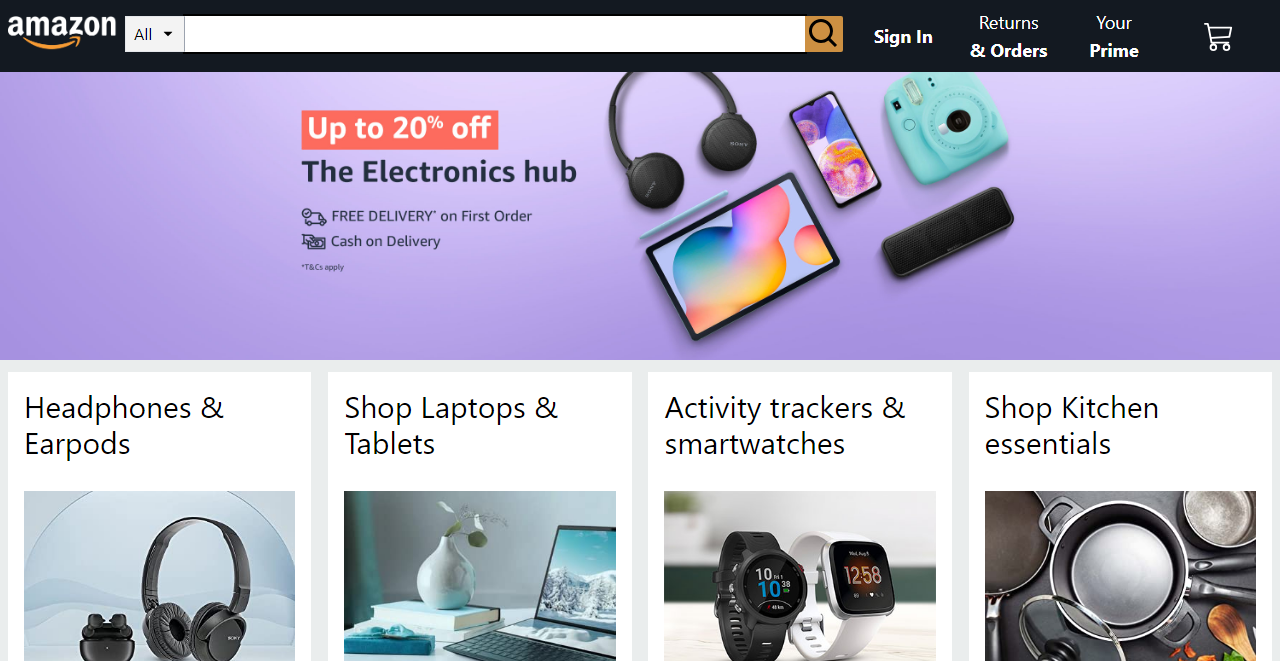 amazon
All
Sign In
Returns
& Orders
Your
Prime
Up to 20% off
The Electronics hub
FREE DELIVERY* on First Order
Cash on Delivery
*T&Cs apply
SONY
SONY
Headphones &
Earpods
Shop Laptops &
Tablets
Activity trackers &
smartwatches
Shop Kitchen
essentials
SONY
10:38
12:58